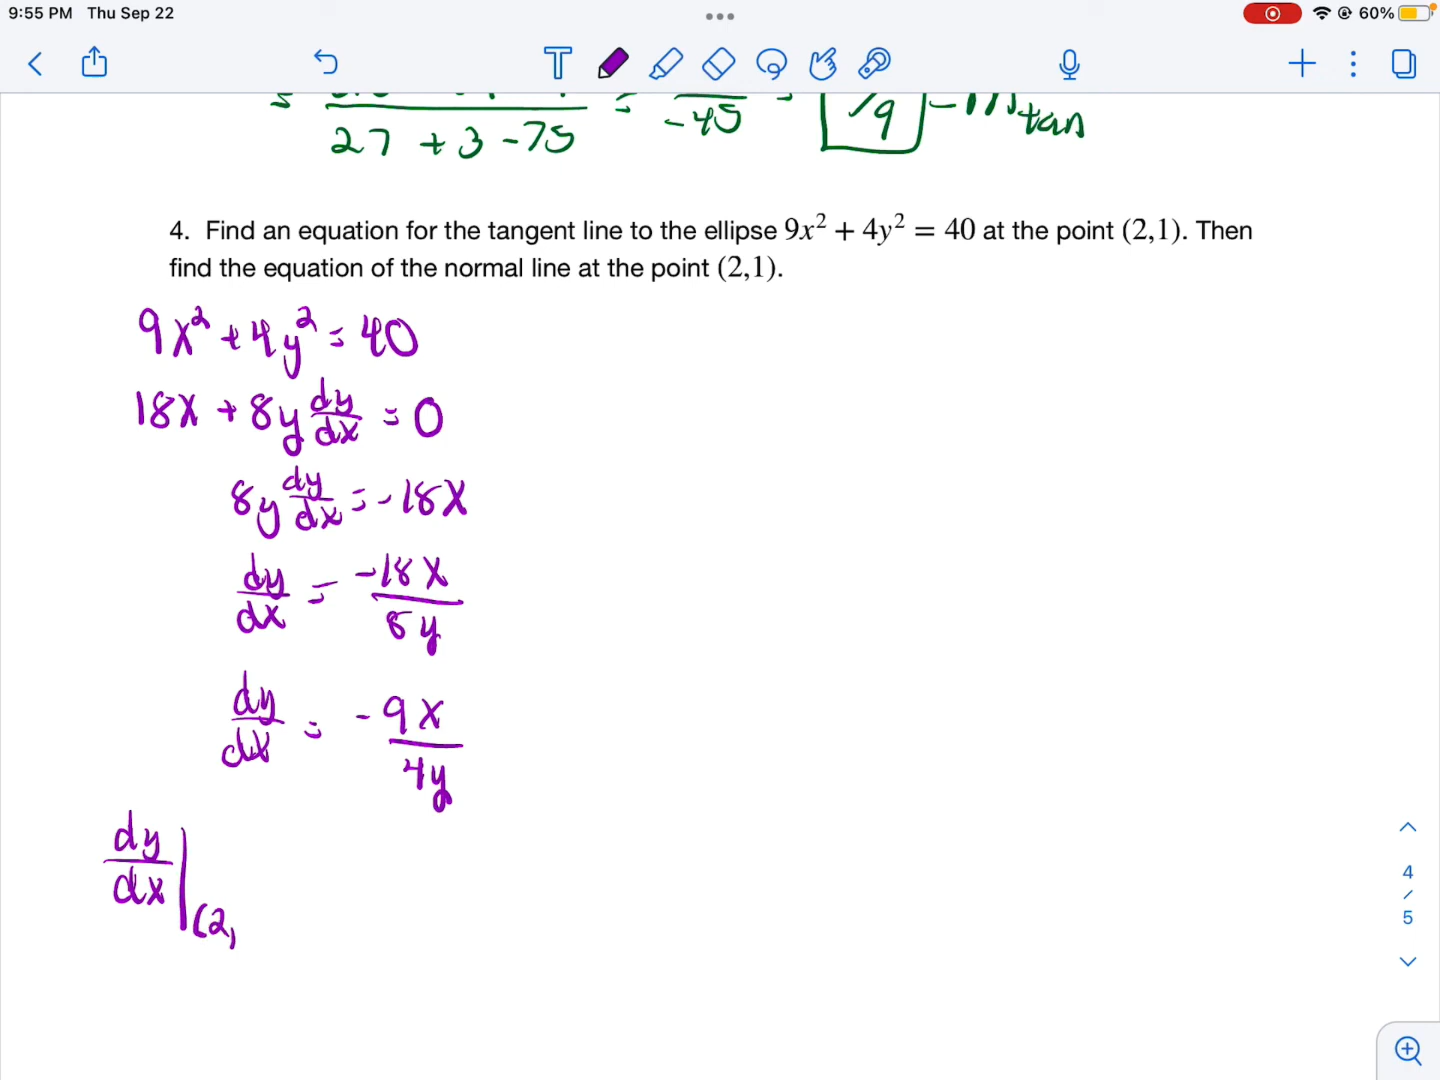 9:55 PM Thu Sep 22
60%
27 + 3 - 75 = -45 = /9 = mtan
4. Find an equation for the tangent line to the ellipse 9x² + 4y² = 40 at the point (2,1). Then
find the equation of the normal line at the point (2,1).
9x² + 4y² = 40
18x + 8y dy/dx = 0
8y dy/dx = -18x
dy/dx = -18x/8y
dy/dx = -9x/4y
dy/dx|(2,
4
/
5